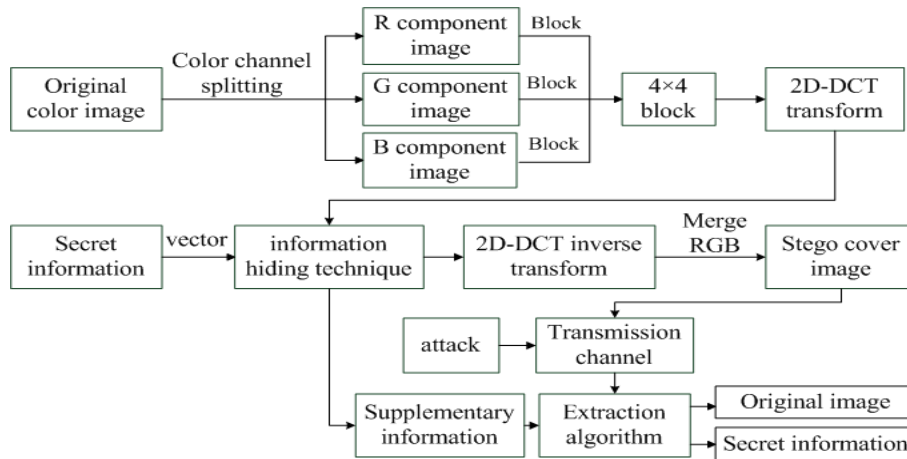 R component
image
Block
Original
color image
Color channel
splitting
G component
image
Block
4×4
block
2D-DCT
transform
B component
image
Block
Secret
information
vector
information
hiding technique
2D-DCT inverse
transform
Merge
RGB
Stego cover
image
attack
Transmission
channel
Supplementary
information
Extraction
algorithm
Original image
Secret information